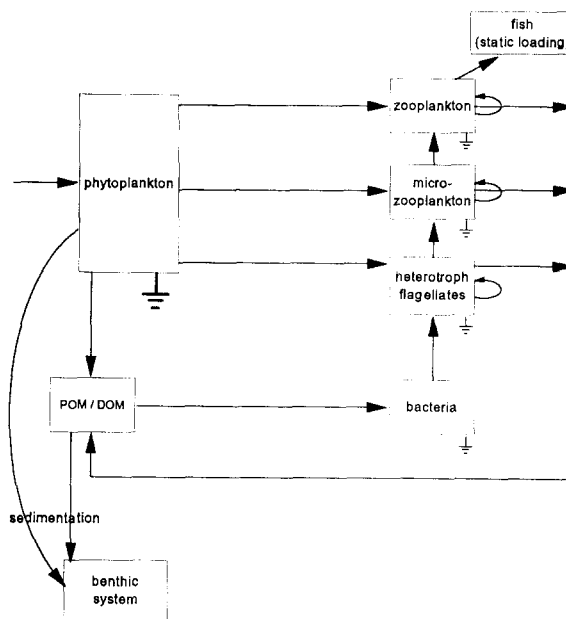 fish
(static loading)
zooplankton
phytoplankton
micro-
zooplankton
heterotroph
flagellates
POM / DOM
bacteria
sedimentation
benthic
system